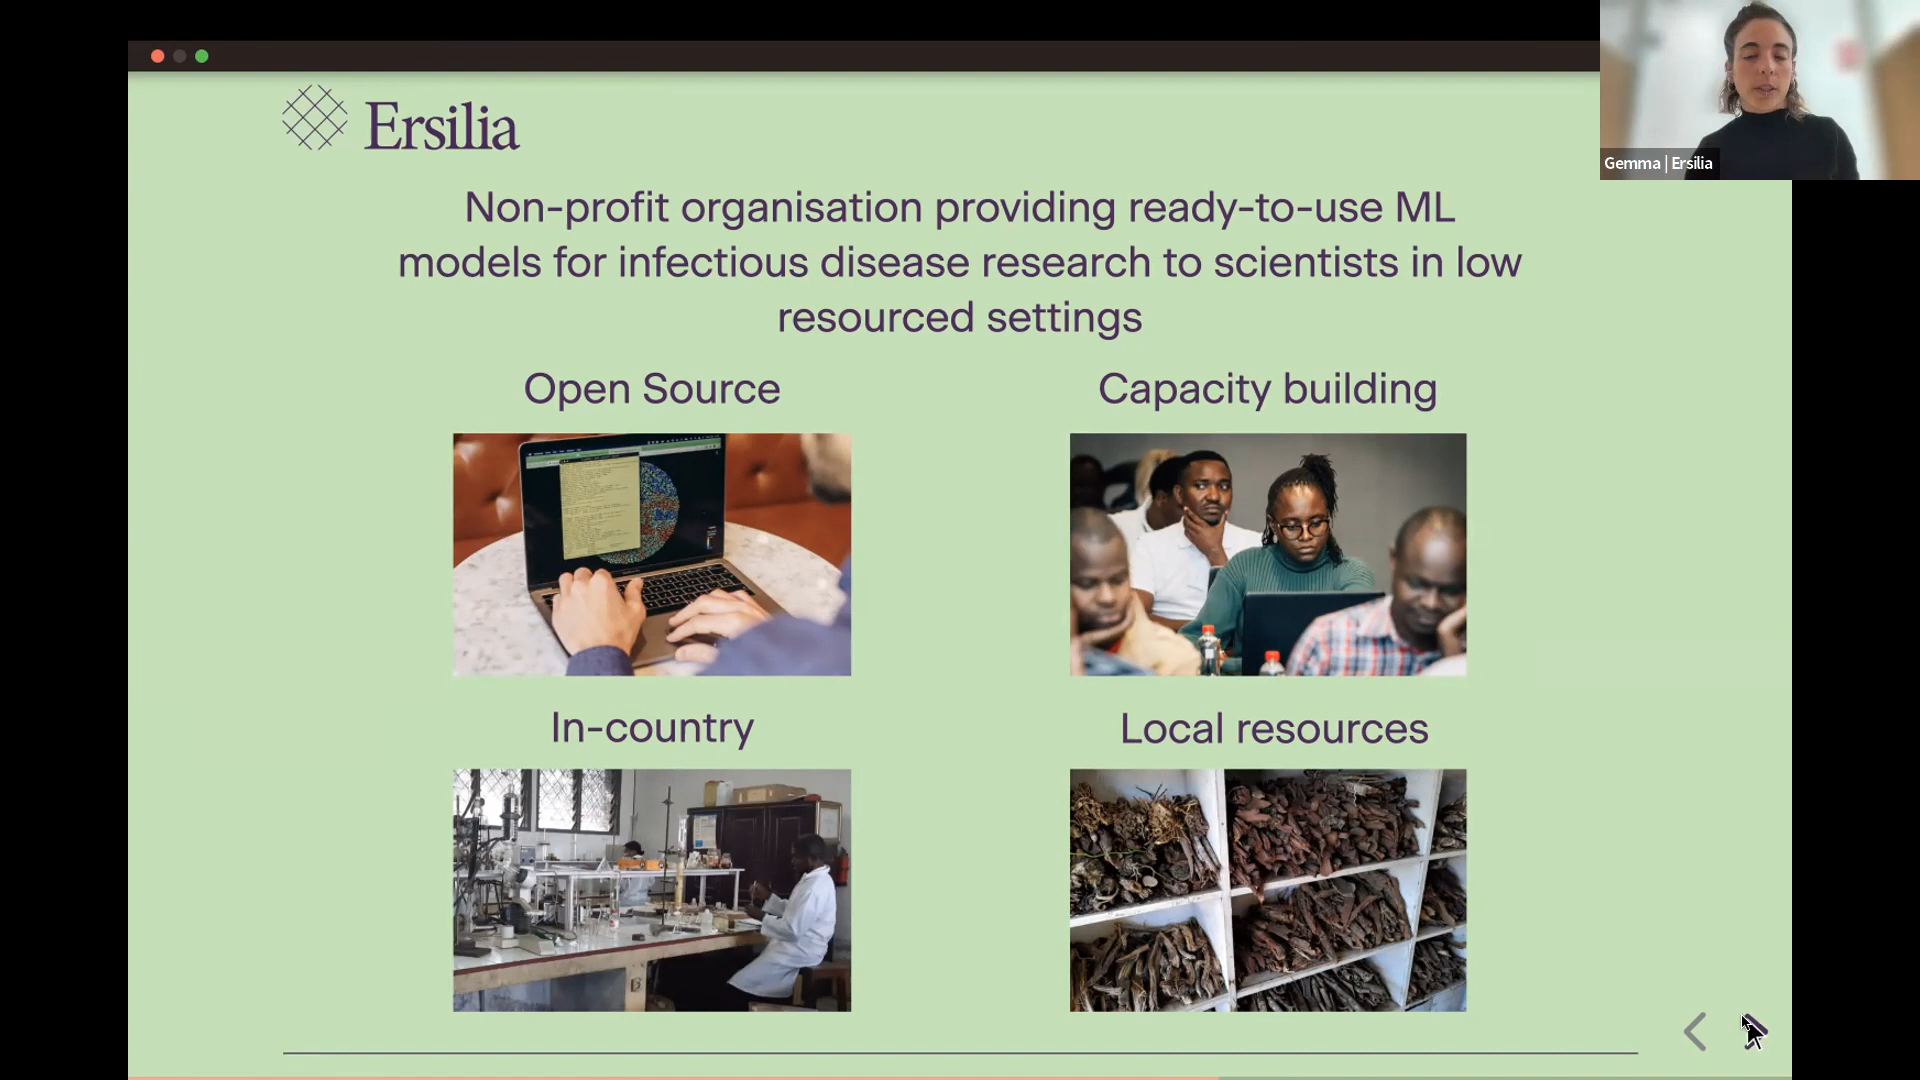 Ersilia
Gemma | Ersilia
Non-profit organisation providing ready-to-use ML
models for infectious disease research to scientists in low
resourced settings
Open Source
Capacity building
In-country
Local resources